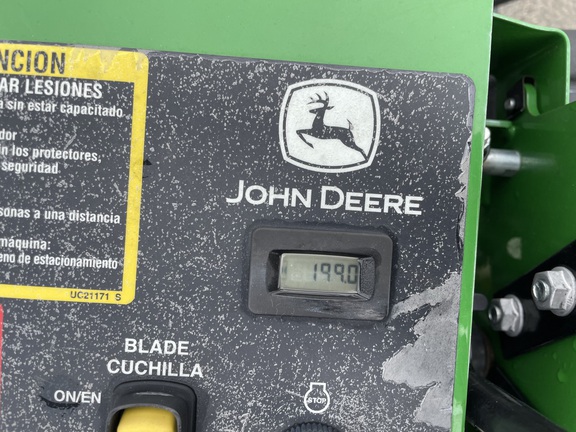 NCION
AR LESIONES
a sin estar capacitado
dor
n los protectores,
seguridad
sonas a una distancia
máquina:
eno de estacionamiento
UC21171 S
JOHN DEERE
199.0
BLADE
CUCHILLA
ON/EN
STOP